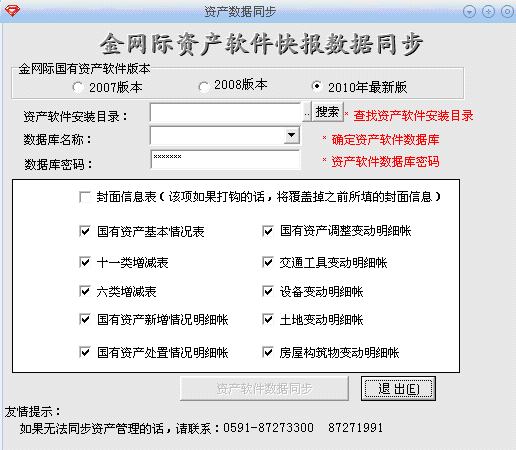 资产数据同步
金网际资产软件快报数据同步
金网际国有资产软件版本
2007版本 2008版本 2010年最新版
资产软件安装目录： .. 搜索 * 查找资产软件安装目录
数据库名称： * 确定资产软件数据库
数据库密码： ******* * 资产软件数据库密码
封面信息表（该项如果打钩的话，将覆盖掉之前所填的封面信息）
国有资产基本情况表 国有资产调整变动明细帐
十一类增减表 交通工具变动明细帐
六类增减表 设备变动明细帐
国有资产新增情况明细帐 土地变动明细帐
国有资产处置情况明细帐 房屋构筑物变动明细帐
资产软件数据同步 退 出(E)
友情提示：
如果无法同步资产管理的话，请联系：0591-87273300 87271991